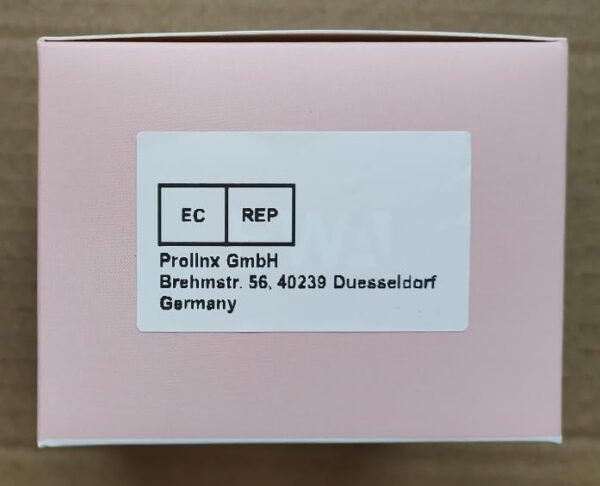 EC REP
Prolinx GmbH
Brehmstr. 56, 40239 Duesseldorf
Germany